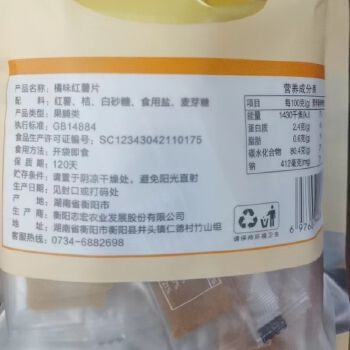 产品名称：橘味红薯片
配 料：红薯、桔、白砂糖、食用盐、麦芽糖
产品类型：果脯类
执行标准：GB14884
食品生产许可证编号：SC12343042110175
食用方法：开袋即食
保 质 期：120天
贮存条件：请置于阴凉干燥处，避免阳光直射
生产日期：见封口或打码处
产 地：湖南省衡阳市
生 产 商：衡阳志宏农业发展股份有限公司
地 址：湖南省衡阳市衡阳县井头镇仁德村竹山组
客服热线：0734-6882698
营养成分表
项目 每100克(g)
能量 1430千焦(kJ)
蛋白质 2.4克(g)
脂肪 0.6克(g)
碳水化合物 80.4克(g)
钠 412毫克(mg)
请保持环境卫生
6 976